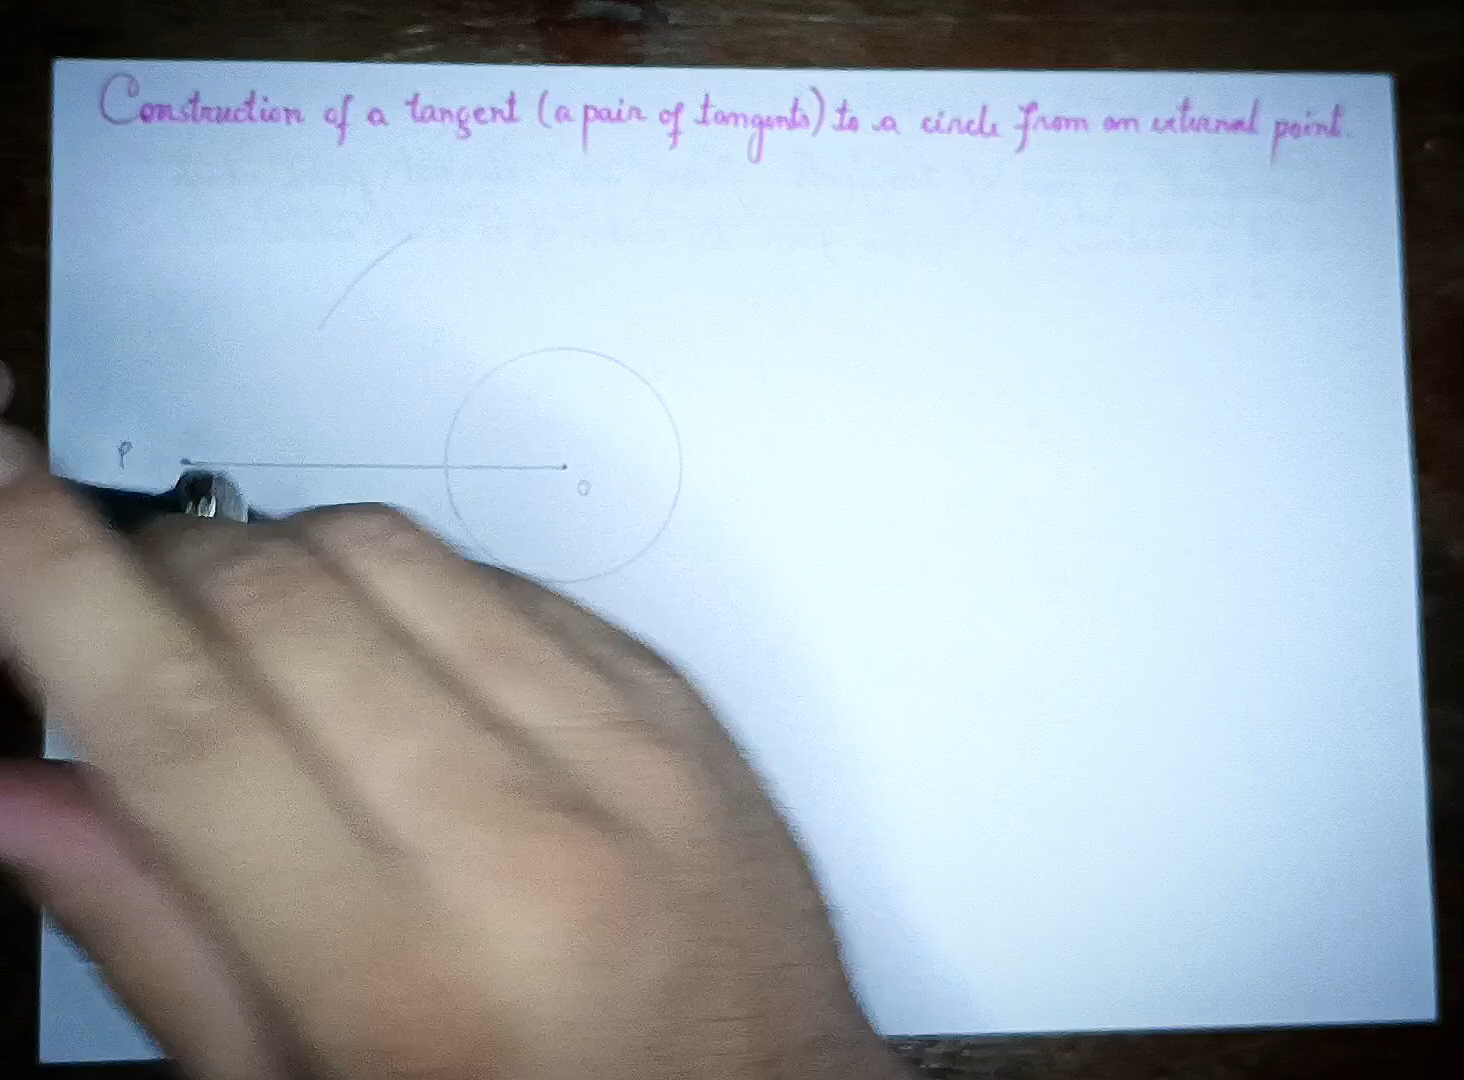 Construction of a tangent (a pair of tangents) to a circle from an external point.
P
O